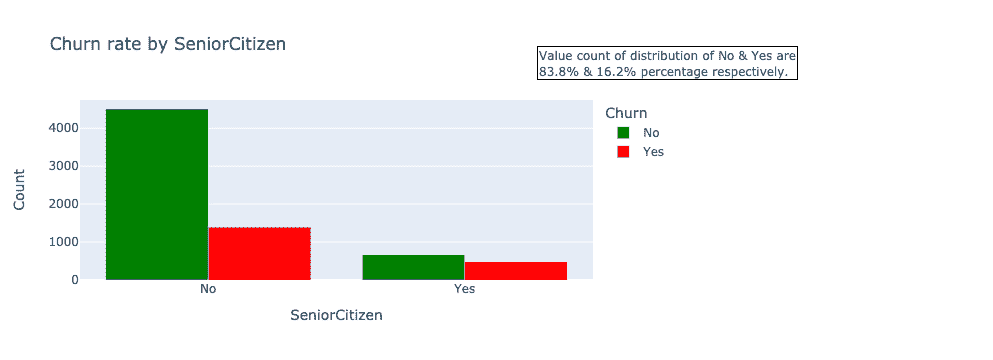 Churn rate by SeniorCitizen
Value count of distribution of No & Yes are
83.8% & 16.2% percentage respectively.
Churn
No
Yes
Count
4000
3000
2000
1000
0
No
Yes
SeniorCitizen